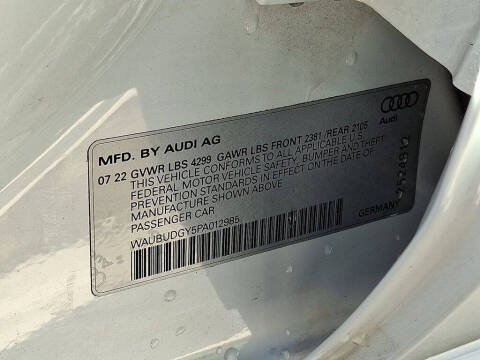 Audi
MFD. BY AUDI AG
07 22 GVWR LBS 4299 GAWR LBS FRONT 2381 /REAR 2105
THIS VEHICLE CONFORMS TO ALL APPLICABLE U.S.
FEDERAL MOTOR VEHICLE SAFETY, BUMPER AND THEFT
PREVENTION STANDARDS IN EFFECT ON THE DATE OF
MANUFACTURE SHOWN ABOVE
PASSENGER CAR
WAUBUDGY5PA012985
GERMANY